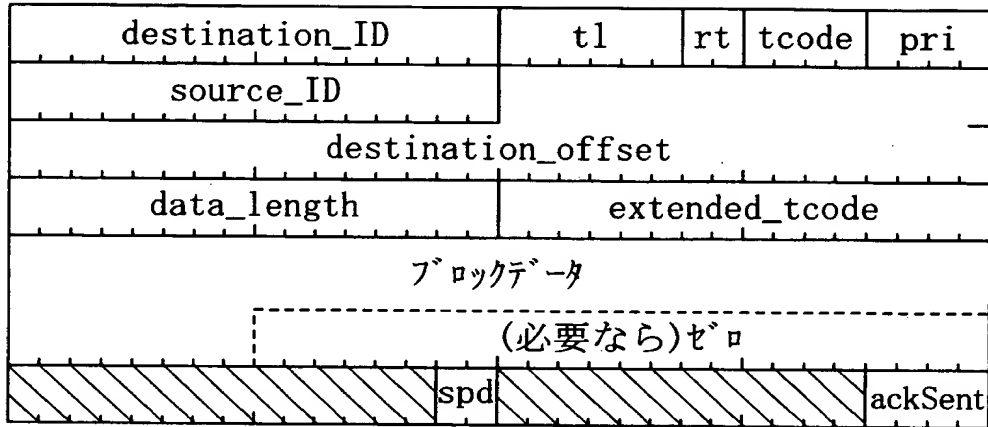 destination_ID tl rt tcode pri
source_ID
destination_offset
data_length extended_tcode
ブロックデータ
(必要なら)ゼロ
spd ackSent